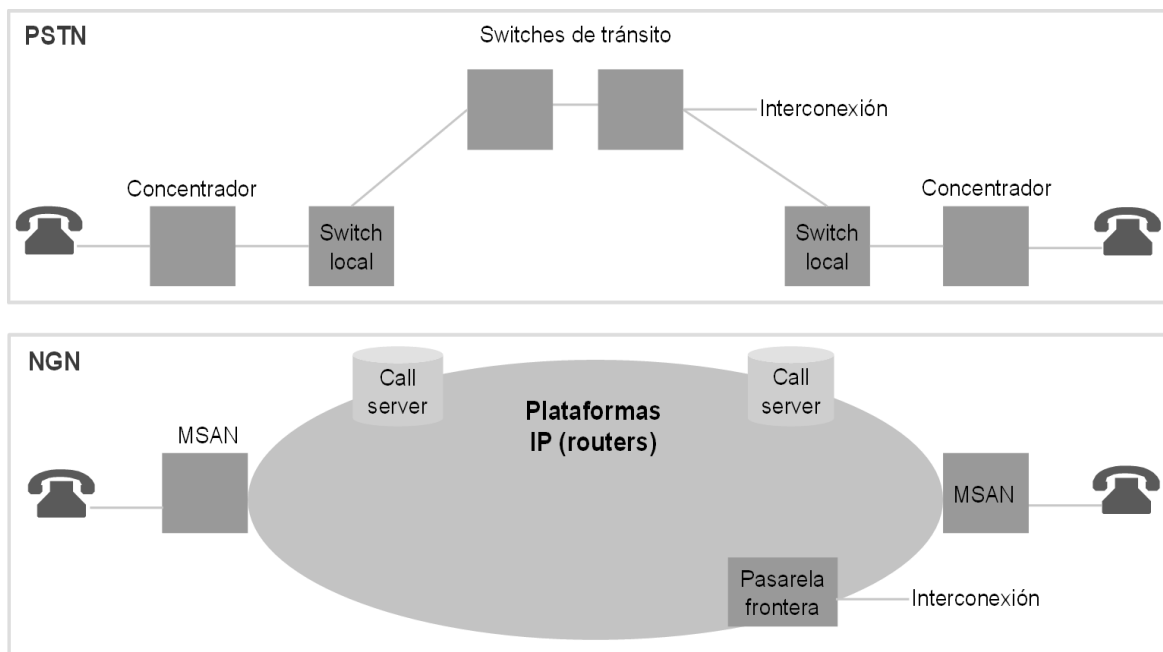 PSTN
Switches de tránsito
Interconexión
Concentrador
Concentrador
Switch
local
Switch
local
NGN
Call
server
Call
server
Plataformas
IP (routers)
MSAN
MSAN
Pasarela
frontera
Interconexión